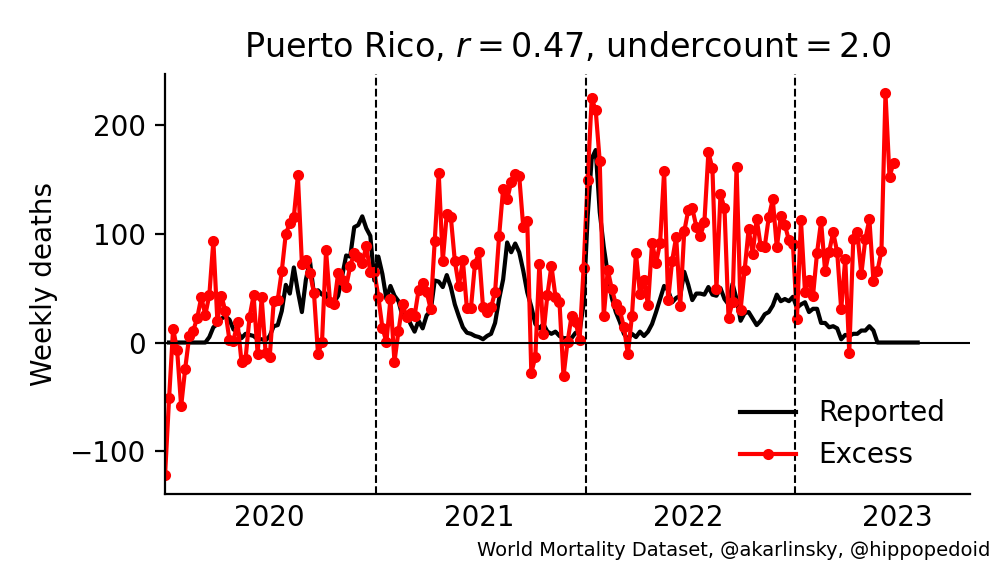 Puerto Rico, r = 0.47, undercount = 2.0
Weekly deaths
200
100
0
−100
Reported
Excess
2020 2021 2022 2023
World Mortality Dataset, @akarlinsky, @hippopedoid